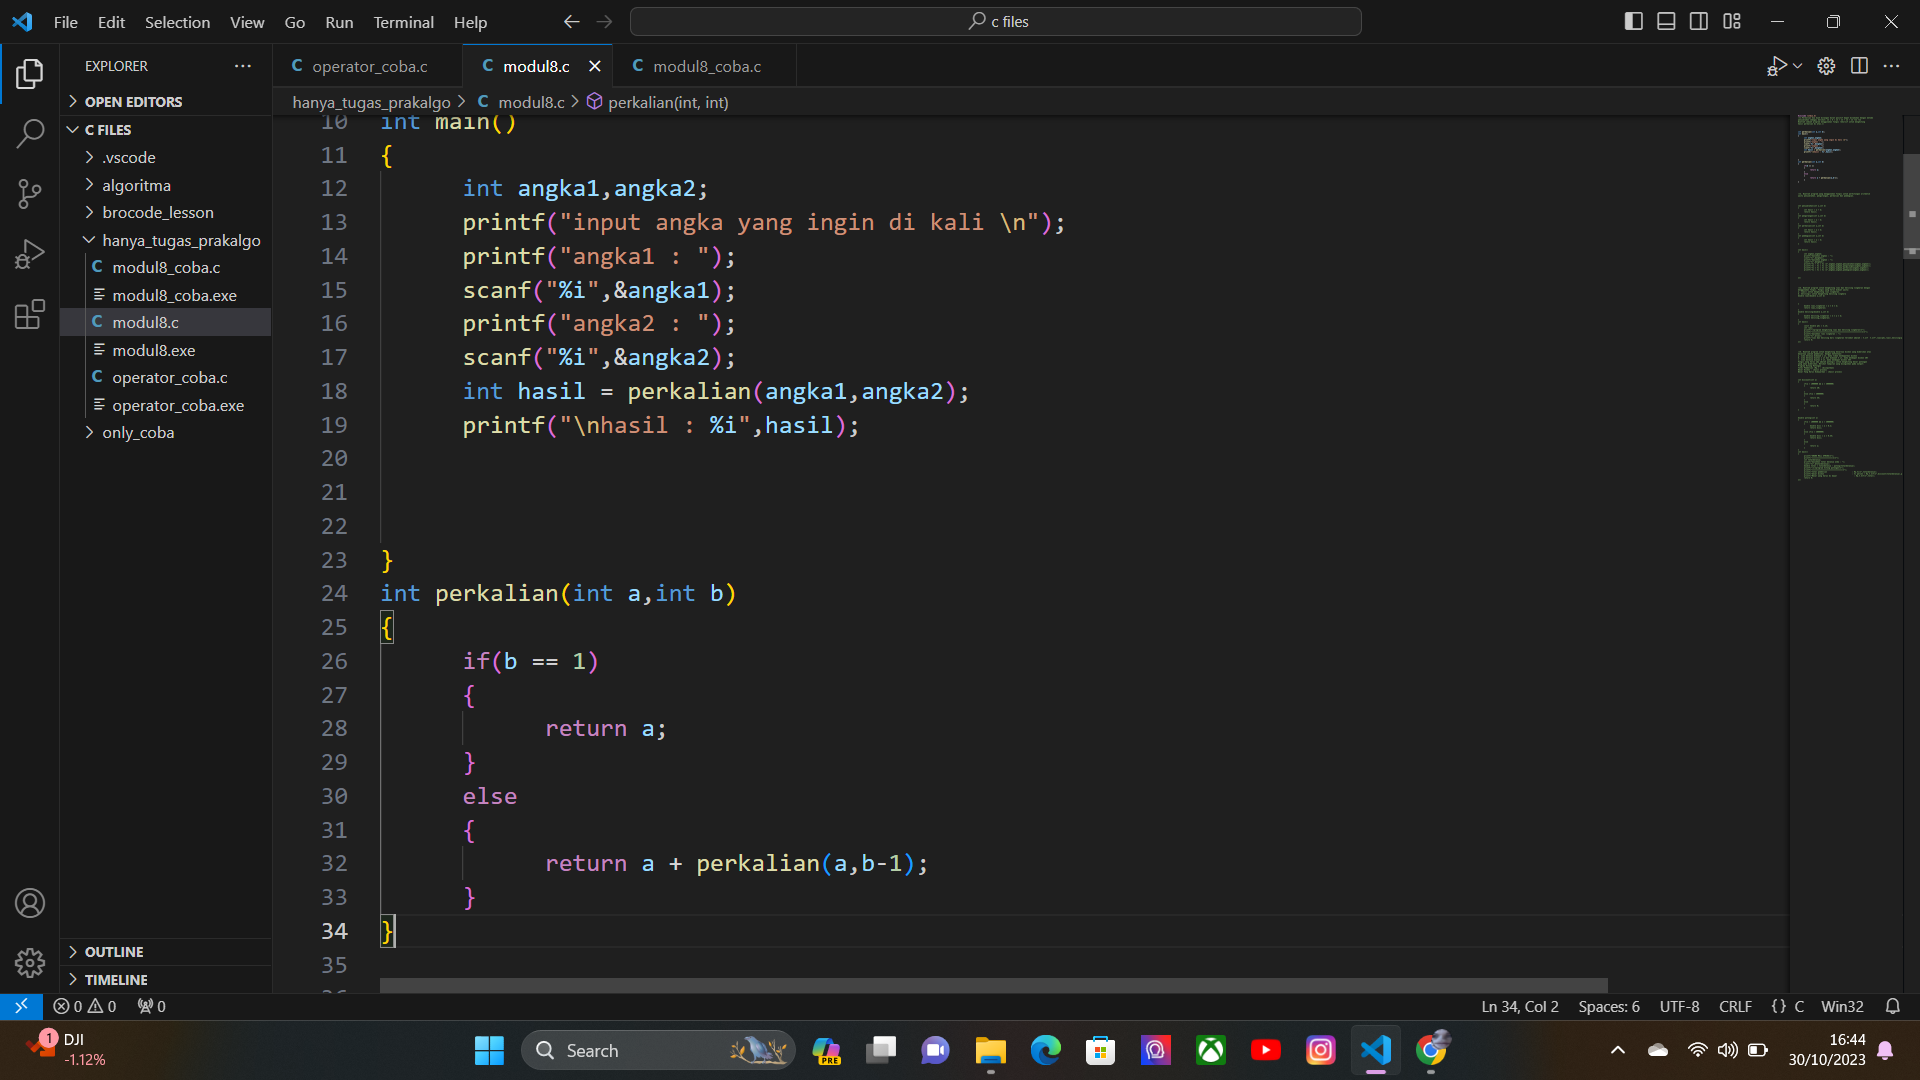 File Edit Selection View Go Run Terminal Help
c files
EXPLORER
OPEN EDITORS
C FILES
.vscode
algoritma
brocode_lesson
hanya_tugas_prakalgo
C modul8_coba.c
modul8_coba.exe
C modul8.c
modul8.exe
C operator_coba.c
operator_coba.exe
only_coba
OUTLINE
TIMELINE
C operator_coba.c C modul8.c C modul8_coba.c
hanya_tugas_prakalgo > C modul8.c > perkalian(int, int)
10 int main()
11 {
12 int angka1,angka2;
13 printf("input angka yang ingin di kali \n");
14 printf("angka1 : ");
15 scanf("%i",&angka1);
16 printf("angka2 : ");
17 scanf("%i",&angka2);
18 int hasil = perkalian(angka1,angka2);
19 printf("\nhasil : %i",hasil);
20
21
22
23 }
24 int perkalian(int a,int b)
25 {
26 if(b == 1)
27 {
28 return a;
29 }
30 else
31 {
32 return a + perkalian(a,b-1);
33 }
34 }
35
0 0 0
Ln 34, Col 2 Spaces: 6 UTF-8 CRLF {} C Win32
1
DJI
-1.12%
Search
PRE
16:44
30/10/2023